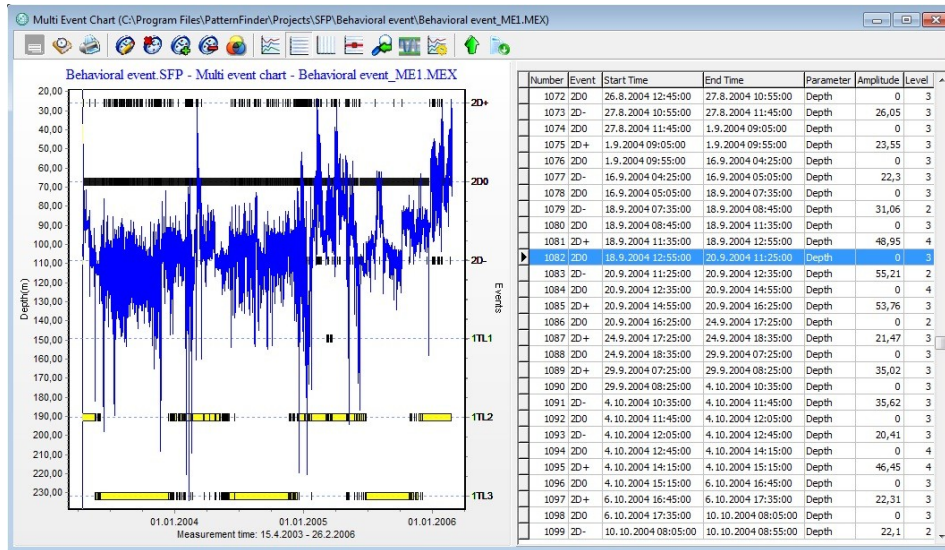 Multi Event Chart (C:\Program Files\PatternFinder\Projects\SFP\Behavioral event\Behavioral event_ME1.MEX)
Behavioral event.SFP - Multi event chart - Behavioral event_ME1.MEX
20,00
30,00
40,00
50,00
60,00
70,00
80,00
90,00
100,00
110,00
120,00
130,00
140,00
150,00
160,00
170,00
180,00
190,00
200,00
210,00
220,00
230,00
Depth(m)
2D+
2D0
2D-
1TL1
1TL2
1TL3
Events
01.01.2004 01.01.2005 01.01.2006
Measurement time: 15.4.2003 - 26.2.2006
Number Event Start Time End Time Parameter Amplitude Level
1072 2D0 26.8.2004 12:45:00 27.8.2004 10:55:00 Depth 0 3
1073 2D- 27.8.2004 10:55:00 27.8.2004 11:45:00 Depth 26,05 3
1074 2D0 27.8.2004 11:45:00 1.9.2004 09:05:00 Depth 0 3
1075 2D+ 1.9.2004 09:05:00 1.9.2004 09:55:00 Depth 23,55 3
1076 2D0 1.9.2004 09:55:00 16.9.2004 04:25:00 Depth 0 3
1077 2D- 16.9.2004 04:25:00 16.9.2004 05:05:00 Depth 22,3 3
1078 2D0 16.9.2004 05:05:00 18.9.2004 07:35:00 Depth 0 3
1079 2D- 18.9.2004 07:35:00 18.9.2004 08:45:00 Depth 31,06 2
1080 2D0 18.9.2004 08:45:00 18.9.2004 11:35:00 Depth 0 3
1081 2D+ 18.9.2004 11:35:00 18.9.2004 12:55:00 Depth 48,95 4
1082 2D0 18.9.2004 12:55:00 20.9.2004 11:25:00 Depth 0 3
1083 2D- 20.9.2004 11:25:00 20.9.2004 12:35:00 Depth 55,21 2
1084 2D0 20.9.2004 12:35:00 20.9.2004 14:55:00 Depth 0 4
1085 2D+ 20.9.2004 14:55:00 20.9.2004 16:25:00 Depth 53,76 3
1086 2D0 20.9.2004 16:25:00 24.9.2004 17:25:00 Depth 0 2
1087 2D+ 24.9.2004 17:25:00 24.9.2004 18:35:00 Depth 21,47 3
1088 2D0 24.9.2004 18:35:00 29.9.2004 07:25:00 Depth 0 3
1089 2D+ 29.9.2004 07:25:00 29.9.2004 08:25:00 Depth 35,02 3
1090 2D0 29.9.2004 08:25:00 4.10.2004 10:35:00 Depth 0 3
1091 2D- 4.10.2004 10:35:00 4.10.2004 11:45:00 Depth 35,62 3
1092 2D0 4.10.2004 11:45:00 4.10.2004 12:05:00 Depth 0 3
1093 2D- 4.10.2004 12:05:00 4.10.2004 12:45:00 Depth 20,41 3
1094 2D0 4.10.2004 12:45:00 4.10.2004 14:15:00 Depth 0 4
1095 2D+ 4.10.2004 14:15:00 4.10.2004 15:15:00 Depth 46,45 4
1096 2D0 4.10.2004 15:15:00 6.10.2004 16:45:00 Depth 0 3
1097 2D+ 6.10.2004 16:45:00 6.10.2004 17:35:00 Depth 22,31 3
1098 2D0 6.10.2004 17:35:00 10.10.2004 08:05:00 Depth 0 3
1099 2D- 10.10.2004 08:05:00 10.10.2004 08:55:00 Depth 22,1 2